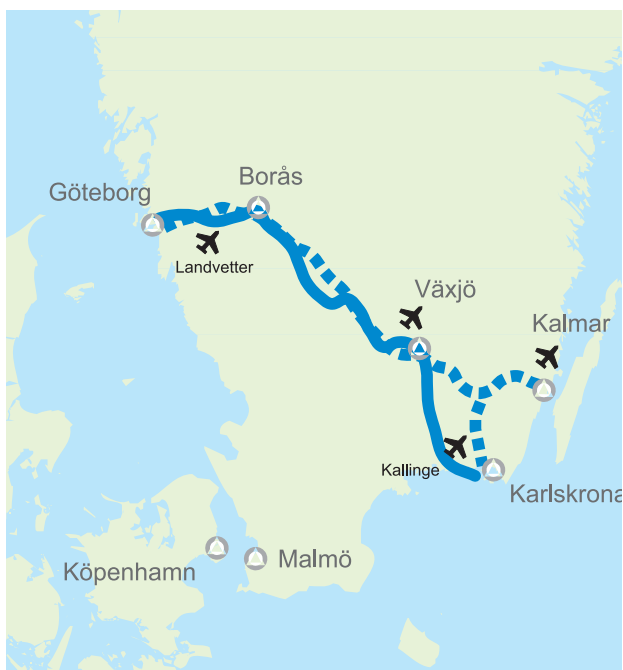 Borås
Göteborg
Landvetter
Växjö
Kalmar
Kallinge
Karlskrona
Malmö
Köpenhamn